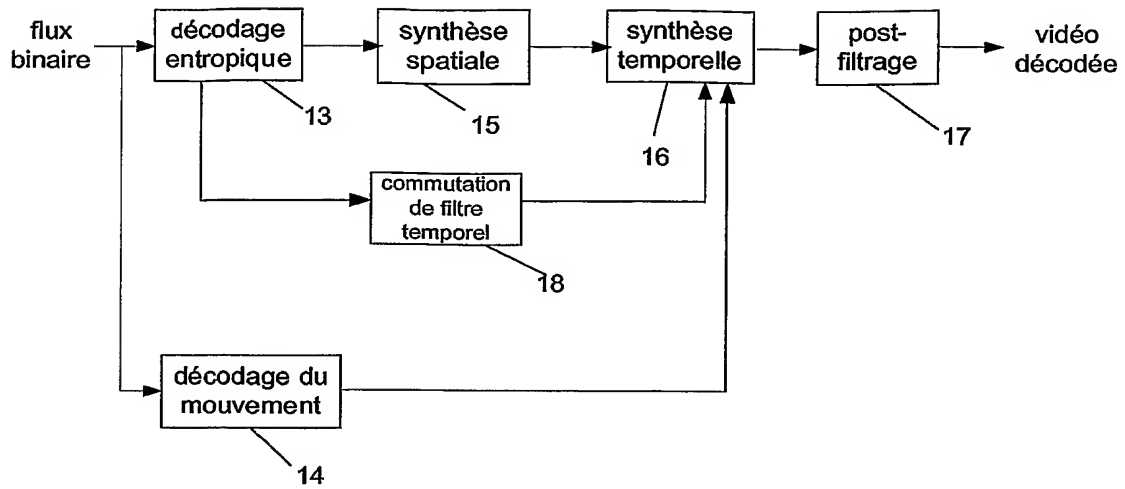 flux
binaire
décodage
entropique
13
synthèse
spatiale
15
synthèse
temporelle
16
post-
filtrage
17
vidéo
décodée
commutation
de filtre
temporel
18
décodage du
mouvement
14